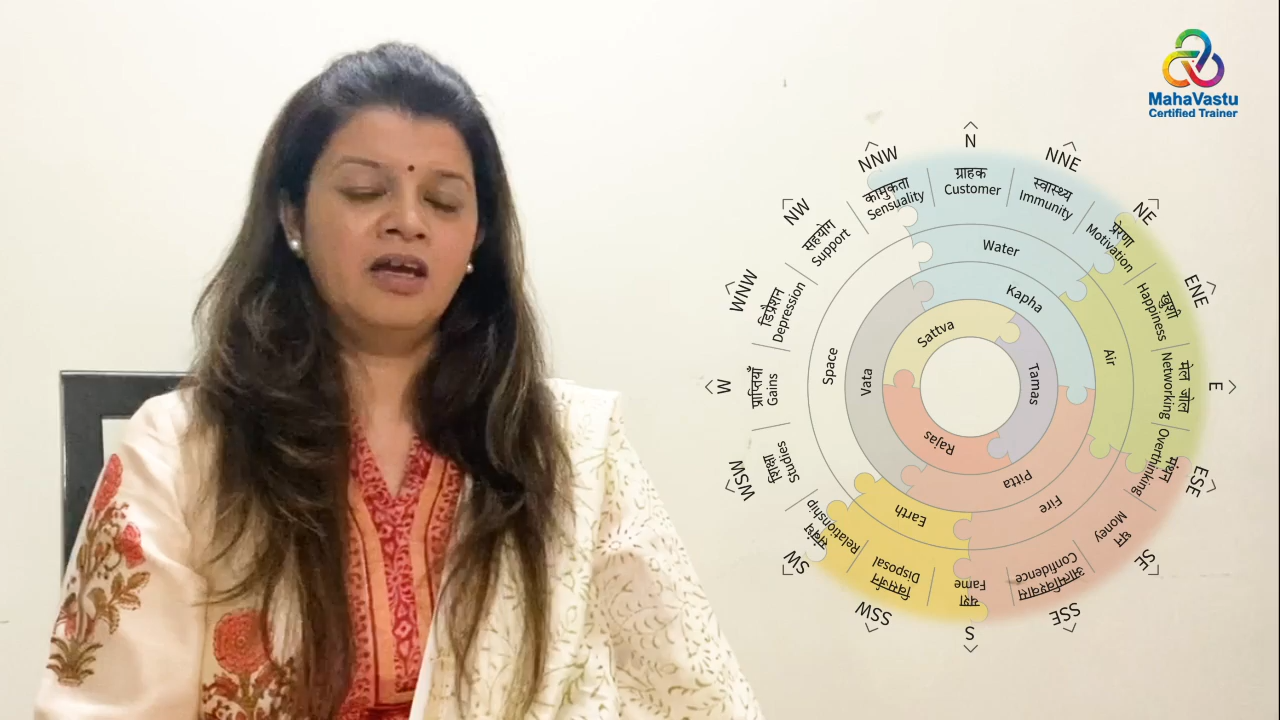 MahaVastu
Certified Trainer
N
ग्राहक
Customer
NNE
स्वास्थ्य
Immunity
NE
प्रेरणा
Motivation
ENE
खुशी
Happiness
E
मेल जोल
Networking
ESE
मंथन
Overthinking
SE
धन
Money
SSE
आत्मविश्वास
Confidence
S
यश
Fame
SSW
विसर्जन
Disposal
SW
संबंध
Relationship
WSW
शिक्षा
Studies
W
प्राप्तियाँ
Gains
WNW
डिप्रैशन
Depression
NW
सहयोग
Support
NNW
कामुकता
Sensuality
Water
Air
Fire
Earth
Space
Kapha
Pitta
Vata
Sattva
Tamas
Rajas